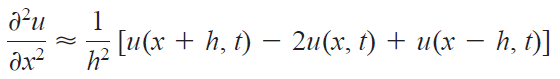 ∂²u/∂x² ≈ 1/h² [u(x + h, t) − 2u(x, t) + u(x − h, t)]